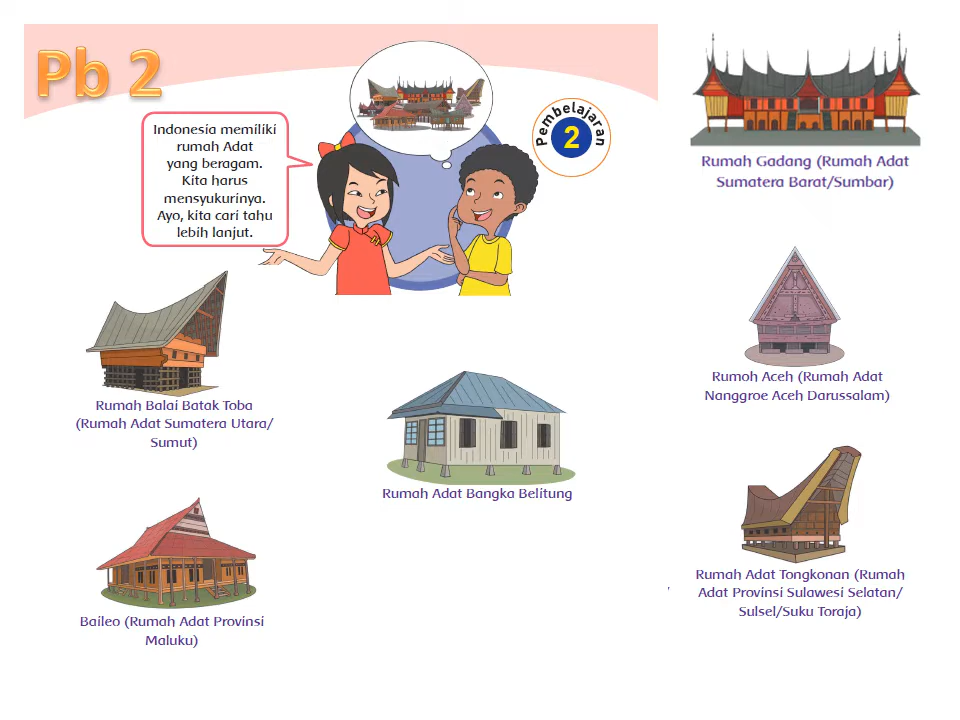 Pb 2
Indonesia memiliki
rumah Adat
yang beragam.
Kita harus
mensyukurinya.
Ayo, kita cari tahu
lebih lanjut.
Pembelajaran
2
Rumah Gadang (Rumah Adat
Sumatera Barat/Sumbar)
Rumah Balai Batak Toba
(Rumah Adat Sumatera Utara/
Sumut)
Rumoh Aceh (Rumah Adat
Nanggroe Aceh Darussalam)
Rumah Adat Bangka Belitung
Baileo (Rumah Adat Provinsi
Maluku)
Rumah Adat Tongkonan (Rumah
Adat Provinsi Sulawesi Selatan/
Sulsel/Suku Toraja)